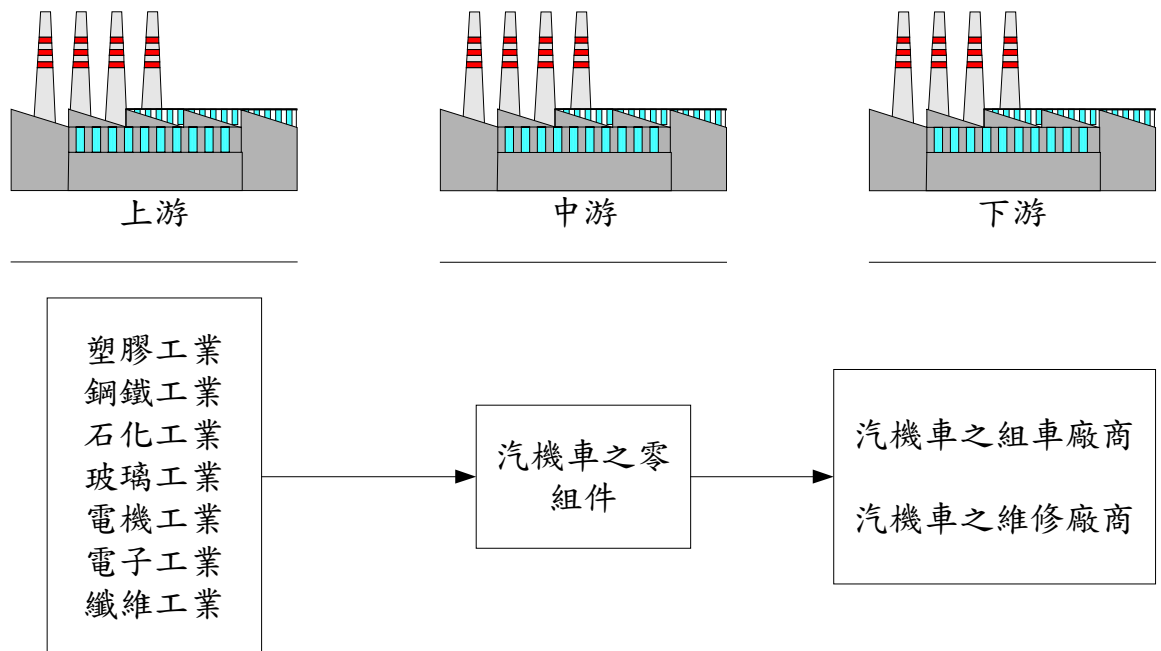 上游
中游
下游
塑膠工業
鋼鐵工業
石化工業
玻璃工業
電機工業
電子工業
纖維工業
汽機車之零
組件
汽機車之組車廠商
汽機車之維修廠商